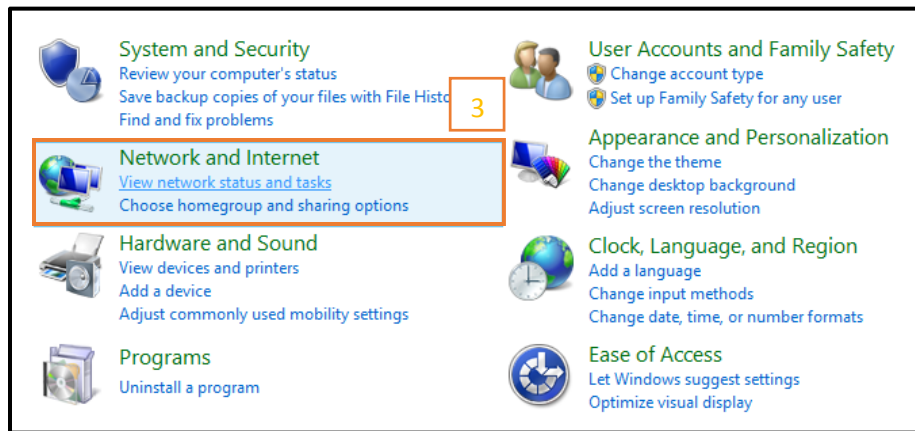 System and Security
Review your computer's status
Save backup copies of your files with File Histo
Find and fix problems
3
Network and Internet
View network status and tasks
Choose homegroup and sharing options
Hardware and Sound
View devices and printers
Add a device
Adjust commonly used mobility settings
Programs
Uninstall a program
User Accounts and Family Safety
Change account type
Set up Family Safety for any user
Appearance and Personalization
Change the theme
Change desktop background
Adjust screen resolution
Clock, Language, and Region
Add a language
Change input methods
Change date, time, or number formats
Ease of Access
Let Windows suggest settings
Optimize visual display